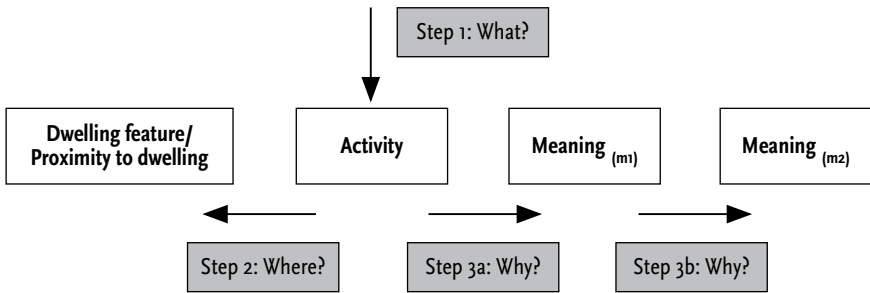 Step 1: What?
Dwelling feature/
Proximity to dwelling
Activity
Meaning (m1)
Meaning (m2)
Step 2: Where?
Step 3a: Why?
Step 3b: Why?